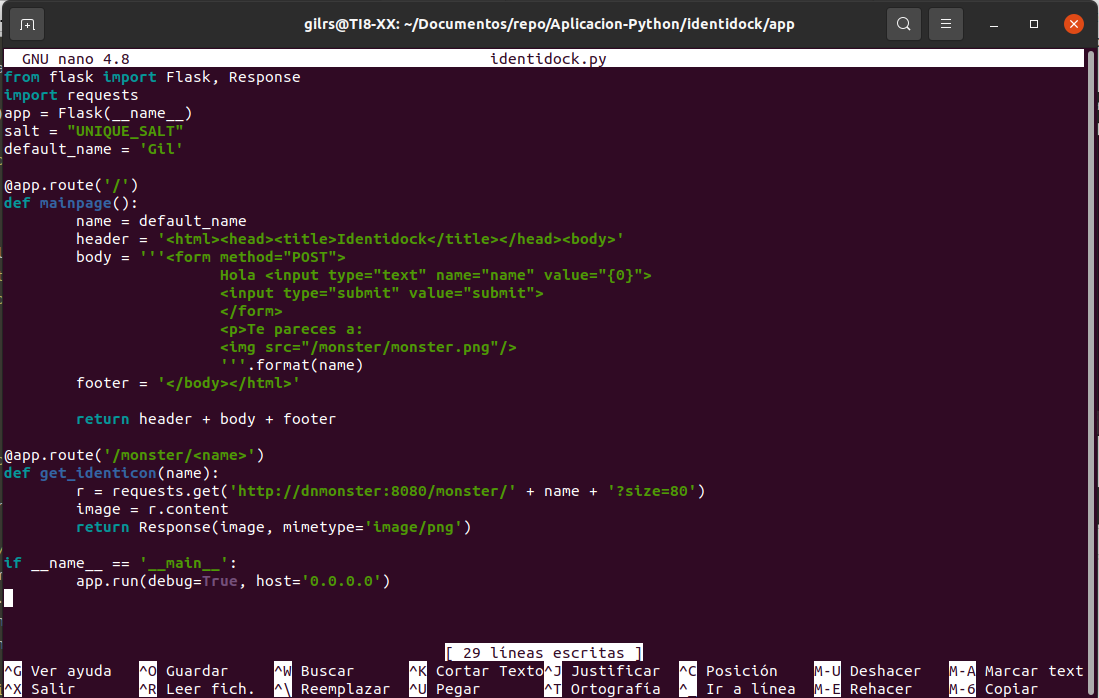 gilrs@TI8-XX: ~/Documentos/repo/Aplicacion-Python/identidock/app
GNU nano 4.8 identidock.py
from flask import Flask, Response
import requests
app = Flask(__name__)
salt = "UNIQUE_SALT"
default_name = 'Gil'
@app.route('/')
def mainpage():
        name = default_name
        header = '<html><head><title>Identidock</title></head><body>'
        body = '''<form method="POST">
                        Hola <input type="text" name="name" value="{0}">
                        <input type="submit" value="submit">
                        </form>
                        <p>Te pareces a:
                        <img src="/monster/monster.png"/>
                        '''.format(name)
        footer = '</body></html>'
        return header + body + footer
@app.route('/monster/<name>')
def get_identicon(name):
        r = requests.get('http://dnmonster:8080/monster/' + name + '?size=80')
        image = r.content
        return Response(image, mimetype='image/png')
if __name__ == '__main__':
        app.run(debug=True, host='0.0.0.0')
[ 29 líneas escritas ]
^G Ver ayuda ^O Guardar ^W Buscar ^K Cortar Texto ^J Justificar ^C Posición M-U Deshacer M-A Marcar text
^X Salir ^R Leer fich. ^\ Reemplazar ^U Pegar ^T Ortografía ^_ Ir a línea M-E Rehacer M-6 Copiar